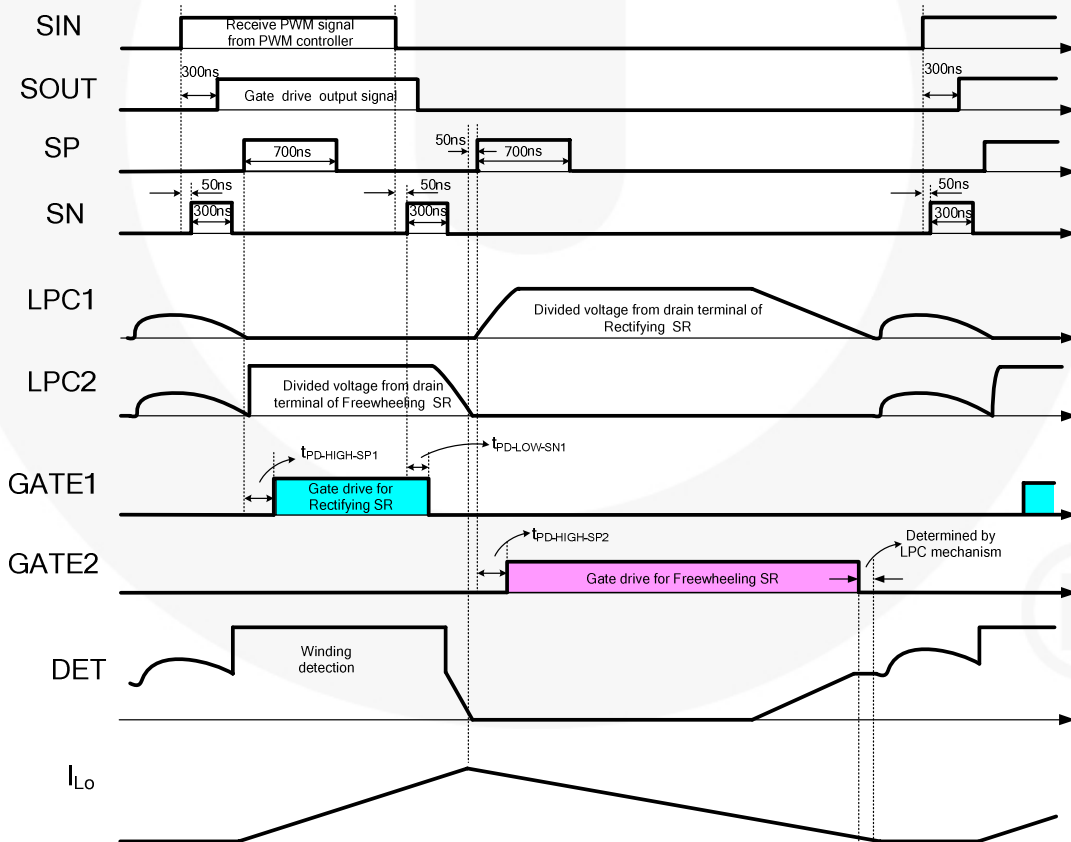 SIN
Receive PWM signal
from PWM controller
300ns
300ns
SOUT
Gate drive output signal
SP
700ns
50ns
700ns
SN
50ns
300ns
50ns
300ns
50ns
300ns
LPC1
Divided voltage from drain terminal of
Rectifying SR
LPC2
Divided voltage from drain
terminal of Freewheeling SR
tPD-HIGH-SP1
tPD-LOW-SN1
GATE1
Gate drive for
Rectifying SR
tPD-HIGH-SP2
Determined by
LPC mechanism
GATE2
Gate drive for Freewheeling SR
DET
Winding
detection
ILo